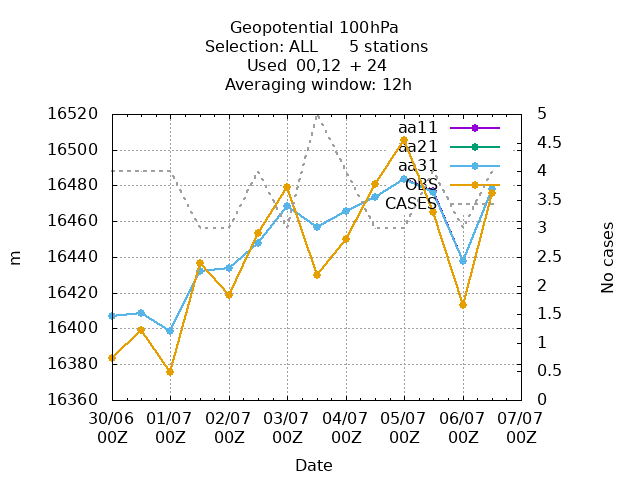 Geopotential 100hPa
Selection: ALL 5 stations
Used 00,12 + 24
Averaging window: 12h
16520
16500
16480
16460
16440
16420
16400
16380
16360
m
5
4.5
4
3.5
3
2.5
2
1.5
1
0.5
0
No cases
aa11
aa21
aa31
OBS
CASES
30/06 01/07 02/07 03/07 04/07 05/07 06/07 07/07
00Z 00Z 00Z 00Z 00Z 00Z 00Z 00Z
Date